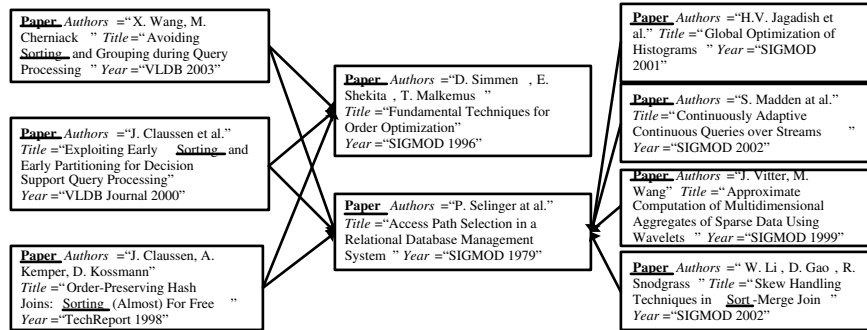 Paper Authors ="X. Wang, M.
Cherniack " Title ="Avoiding
Sorting and Grouping during Query
Processing " Year ="VLDB 2003"
Paper Authors ="J. Claussen et al."
Title ="Exploiting Early Sorting and
Early Partitioning for Decision
Support Query Processing"
Year ="VLDB Journal 2000"
Paper Authors ="J. Claussen, A.
Kemper, D. Kossmann"
Title ="Order-Preserving Hash
Joins: Sorting (Almost) For Free "
Year ="TechReport 1998"
Paper Authors ="D. Simmen , E.
Shekita , T. Malkemus "
Title ="Fundamental Techniques for
Order Optimization"
Year ="SIGMOD 1996"
Paper Authors ="P. Selinger at al."
Title ="Access Path Selection in a
Relational Database Management
System " Year ="SIGMOD 1979"
Paper Authors ="H.V. Jagadish et
al." Title ="Global Optimization of
Histograms " Year ="SIGMOD
2001"
Paper Authors ="S. Madden at al."
Title ="Continuously Adaptive
Continuous Queries over Streams "
Year ="SIGMOD 2002"
Paper Authors ="J. Vitter, M.
Wang" Title ="Approximate
Computation of Multidimensional
Aggregates of Sparse Data Using
Wavelets " Year ="SIGMOD 1999"
Paper Authors =" W. Li , D. Gao , R.
Snodgrass " Title ="Skew Handling
Techniques in Sort-Merge Join "
Year ="SIGMOD 2002"